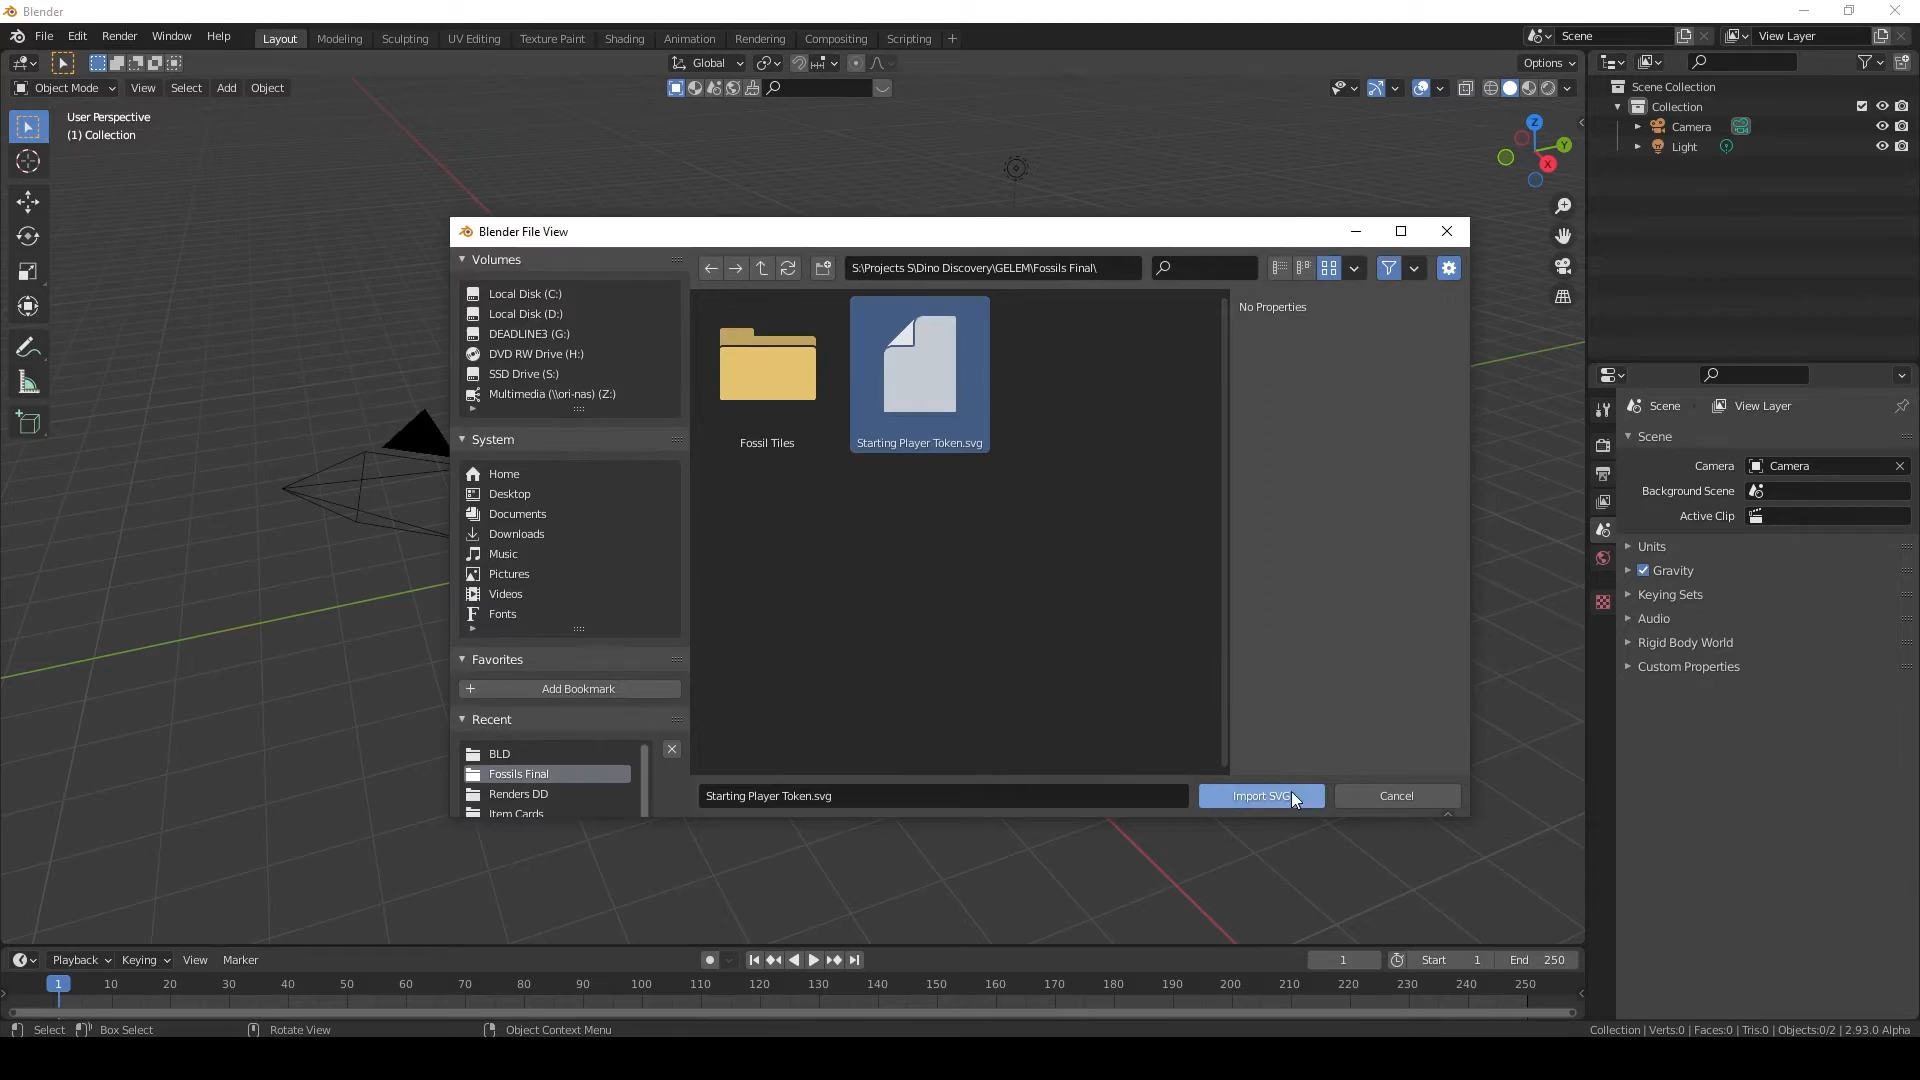 Blender
File Edit Render Window Help Layout Modeling Sculpting UV Editing Texture Paint Shading Animation Rendering Compositing Scripting + Scene View Layer
Global Options
Object Mode View Select Add Object
User Perspective
(1) Collection
Z
Y
X
Scene Collection
Collection
Camera
Light
Blender File View
Volumes
Local Disk (C:)
Local Disk (D:)
DEADLINE3 (G:)
DVD RW Drive (H:)
SSD Drive (S:)
Multimedia (\\ori-nas) (Z:)
System
Home
Desktop
Documents
Downloads
Music
Pictures
Videos
Fonts
Favorites
Add Bookmark
Recent
BLD
Fossils Final
Renders DD
Item Cards
S:\Projects S\Dino Discovery\GELEM\Fossils Final\
Fossil Tiles
Starting Player Token.svg
No Properties
Starting Player Token.svg
Import SVG
Cancel
Scene View Layer
Scene
Camera Camera
Background Scene
Active Clip
Units
Gravity
Keying Sets
Audio
Rigid Body World
Custom Properties
Playback Keying View Marker 1 Start 1 End 250
1 10 20 30 40 50 60 70 80 90 100 110 120 130 140 150 160 170 180 190 200 210 220 230 240 250
Select Box Select Rotate View Object Context Menu Collection | Verts:0 | Faces:0 | Tris:0 | Objects:0/2 | 2.93.0 Alpha